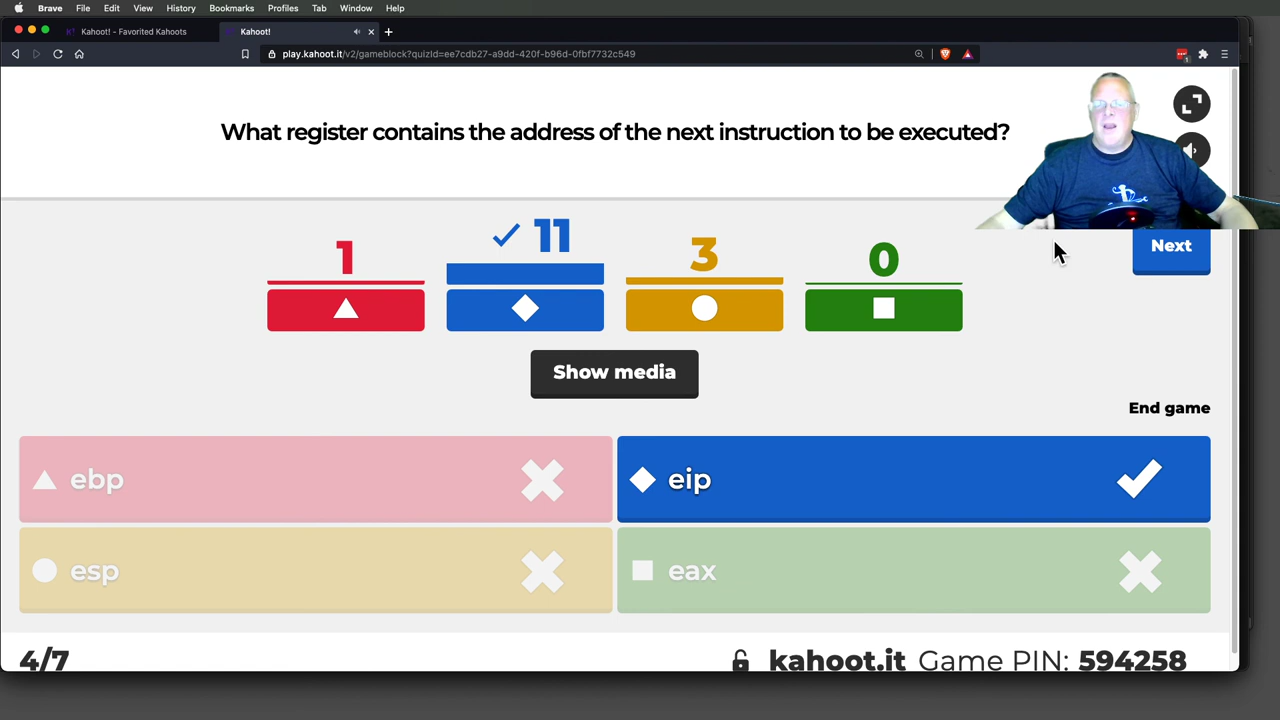 Brave File Edit View History Bookmarks Profiles Tab Window Help
Kahoot! - Favorited Kahoots
Kahoot!
play.kahoot.it/v2/gameblock?quizId=ee7cdb27-a9dd-420f-b96d-0fbf7732c549
1
What register contains the address of the next instruction to be executed?
1
11
3
0
Next
Show media
End game
ebp
eip
esp
eax
4/7
kahoot.it Game PIN: 594258